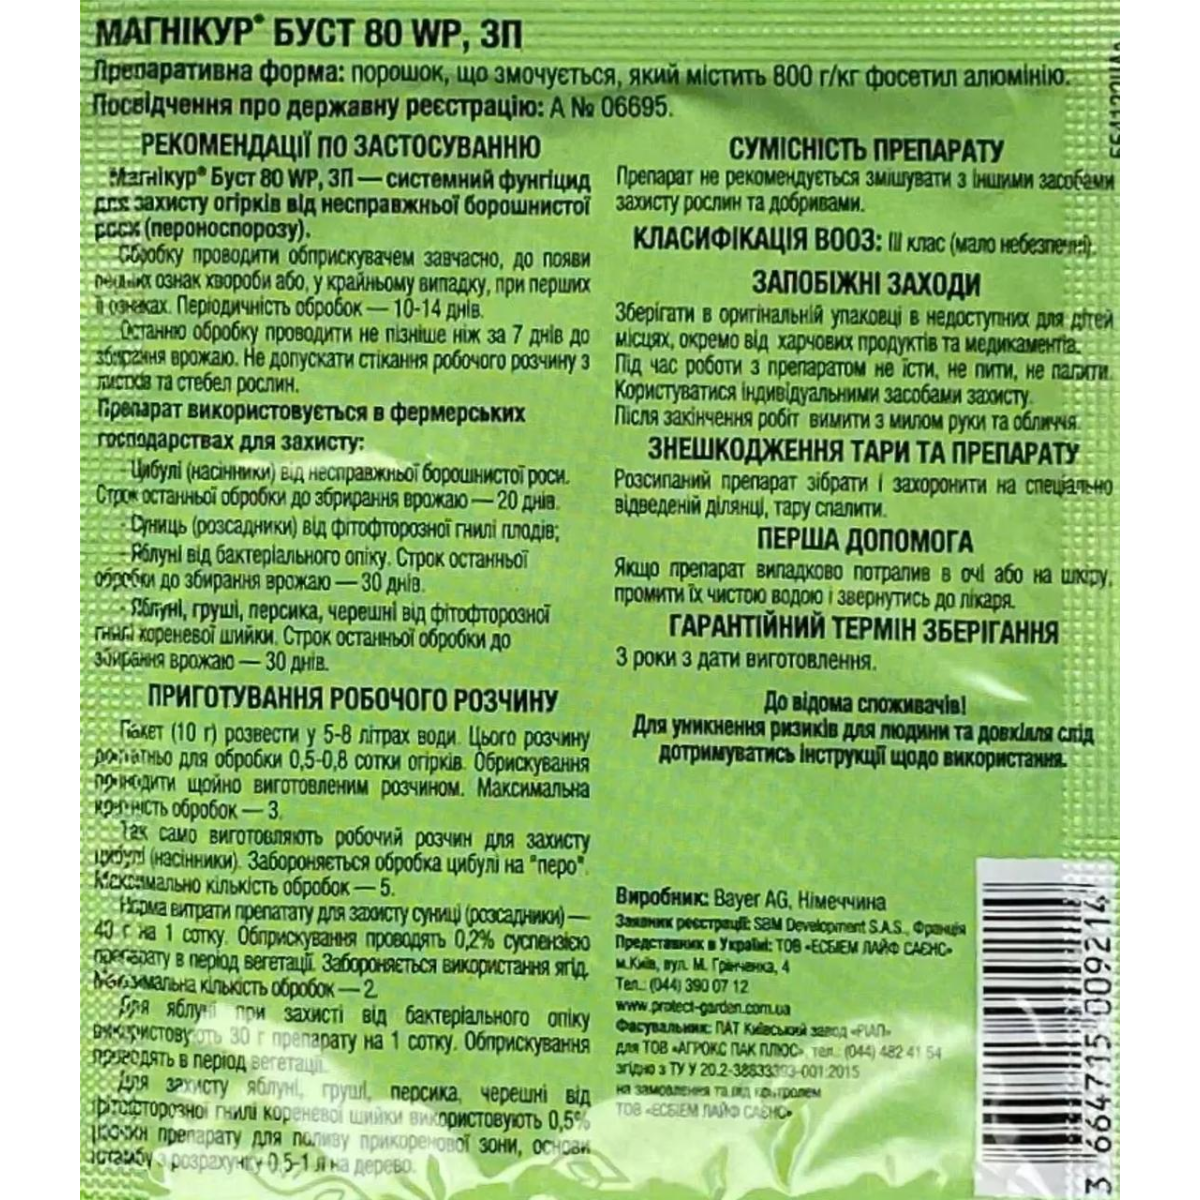 МАГНІКУР® БУСТ 80 WP, ЗП
Препаративна форма: порошок, що змочується, який містить 800 г/кг фосетил алюмінію.
Посвідчення про державну реєстрацію: А № 06695.
РЕКОМЕНДАЦІЇ ПО ЗАСТОСУВАННЮ
Магнікур® Буст 80 WP, ЗП — системний фунгіцид
для захисту огірків від несправжньої борошнистої
роси (пероноспорозу).
Обробку проводити обприскувачем завчасно, до появи
перших ознак хвороби або, у крайньому випадку, при перших
її ознаках. Періодичність обробок — 10-14 днів.
Останню обробку проводити не пізніше ніж за 7 днів до
збирання врожаю. Не допускати стікання робочого розчину з
листків та стебел рослин.
Препарат використовується в фермерських
господарствах для захисту:
- Цибулі (насінники) від несправжньої борошнистої роси.
Строк останньої обробки до збрирання врожаю — 20 днів.
- Суниць (розсадники) від фітофторозної гнилі плодів;
- Яблуні від бактеріального опіку. Строк останньої
обробки до збирання врожаю — 30 днів.
- Яблуні, груші, персика, черешні від фітофторозної
гнилі кореневої шийки. Строк останньої обробки до
збирання врожаю — 30 днів.
ПРИГОТУВАННЯ РОБОЧОГО РОЗЧИНУ
Пакет (10 г) розвести у 5-8 літрах води. Цього розчину
достатньо для обробки 0,5-0,8 сотки огірків. Обрискування
проводити щойно виготовленим розчином. Максимальна
кратність обробок — 3.
Так само виготовляють робочий розчин для захисту
цибулі (насінники). Забороняється обробка цибулі на "перо".
Максимально кількість обробок — 5.
Норма витрати препатату для захисту суниці (розсадники) —
40 г на 1 сотку. Обприскування проводять 0,2% суспензією
препарату в період вегетації. Забороняється використання ягід.
Максимальна кількість обробок — 2.
Для яблуні при захисті від бактеріального опіку
використовують 30 г препарату на 1 сотку. Обприскування
проводять в період вегетації.
Для захисту яблуні, груші, персика, черешні від
фітофторозної гнилі кореневої шийки використовують 0,5%
препарату для поливу прикореневої зони, основи
штамбу з розрахунку 0,5-1 л на дерево.
СУМІСНІСТЬ ПРЕПАРАТУ
Препарат не рекомендується змішувати з іншими засобами
захисту рослин та добривами.
КЛАСИФІКАЦІЯ ВООЗ: III клас (мало небезпечні).
ЗАПОБІЖНІ ЗАХОДИ
Зберігати в оригінальній упаковці в недоступних для дітей
місцях, окремо від харчових продуктів та медикаментів.
Під час роботи з препаратом не їсти, не пити, не палити.
Користуватися індивідуальними засобами захисту.
Після закінчення робіт вимити з милом руки та обличчя.
ЗНЕШКОДЖЕННЯ ТАРИ ТА ПРЕПАРАТУ
Розсипаний препарат зібрати і захоронити на спеціально
відведеній ділянці, тару спалити.
ПЕРША ДОПОМОГА
Якщо препарат випадково потралив в очі або на шкіру,
промити їх чистою водою і звернутись до лікаря.
ГАРАНТІЙНИЙ ТЕРМІН ЗБЕРІГАННЯ
3 роки з дати виготовлення.
До відома споживачів!
Для уникнення ризиків для людини та довкілля слід
дотримуватись інструкції щодо використання.
Виробник: Bayer AG, Німеччина
Заявник реєстрації: SBM Development S.A.S., Франція
Представник в Україні: ТОВ «ЕСБІЕМ ЛАЙФ САЄНС»
м.Київ, вул. М. Грінченка, 4
Тел.: (044) 390 07 12
www.protect-garden.com.ua
Фасувальник: ПАТ Київський завод «РІАП»
для ТОВ «АГРОКС ПАК ПЛЮС», тел.: (044) 482 41 54
згідно з ТУ У 20.2-38833393-001:2015
на замовлення та під контролем
ТОВ «ЕСБІЕМ ЛАЙФ САЄНС»
3 664715 009214